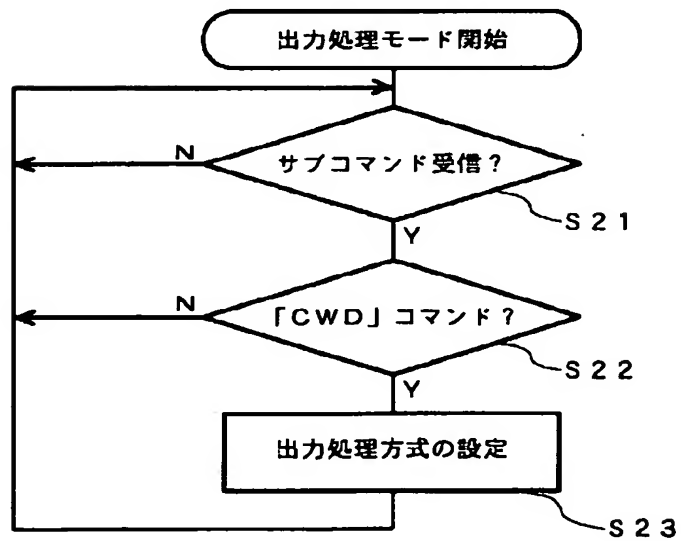 出力処理モード開始
N
サブコマンド受信？
S21
Y
N
「CWD」コマンド？
S22
Y
出力処理方式の設定
S23